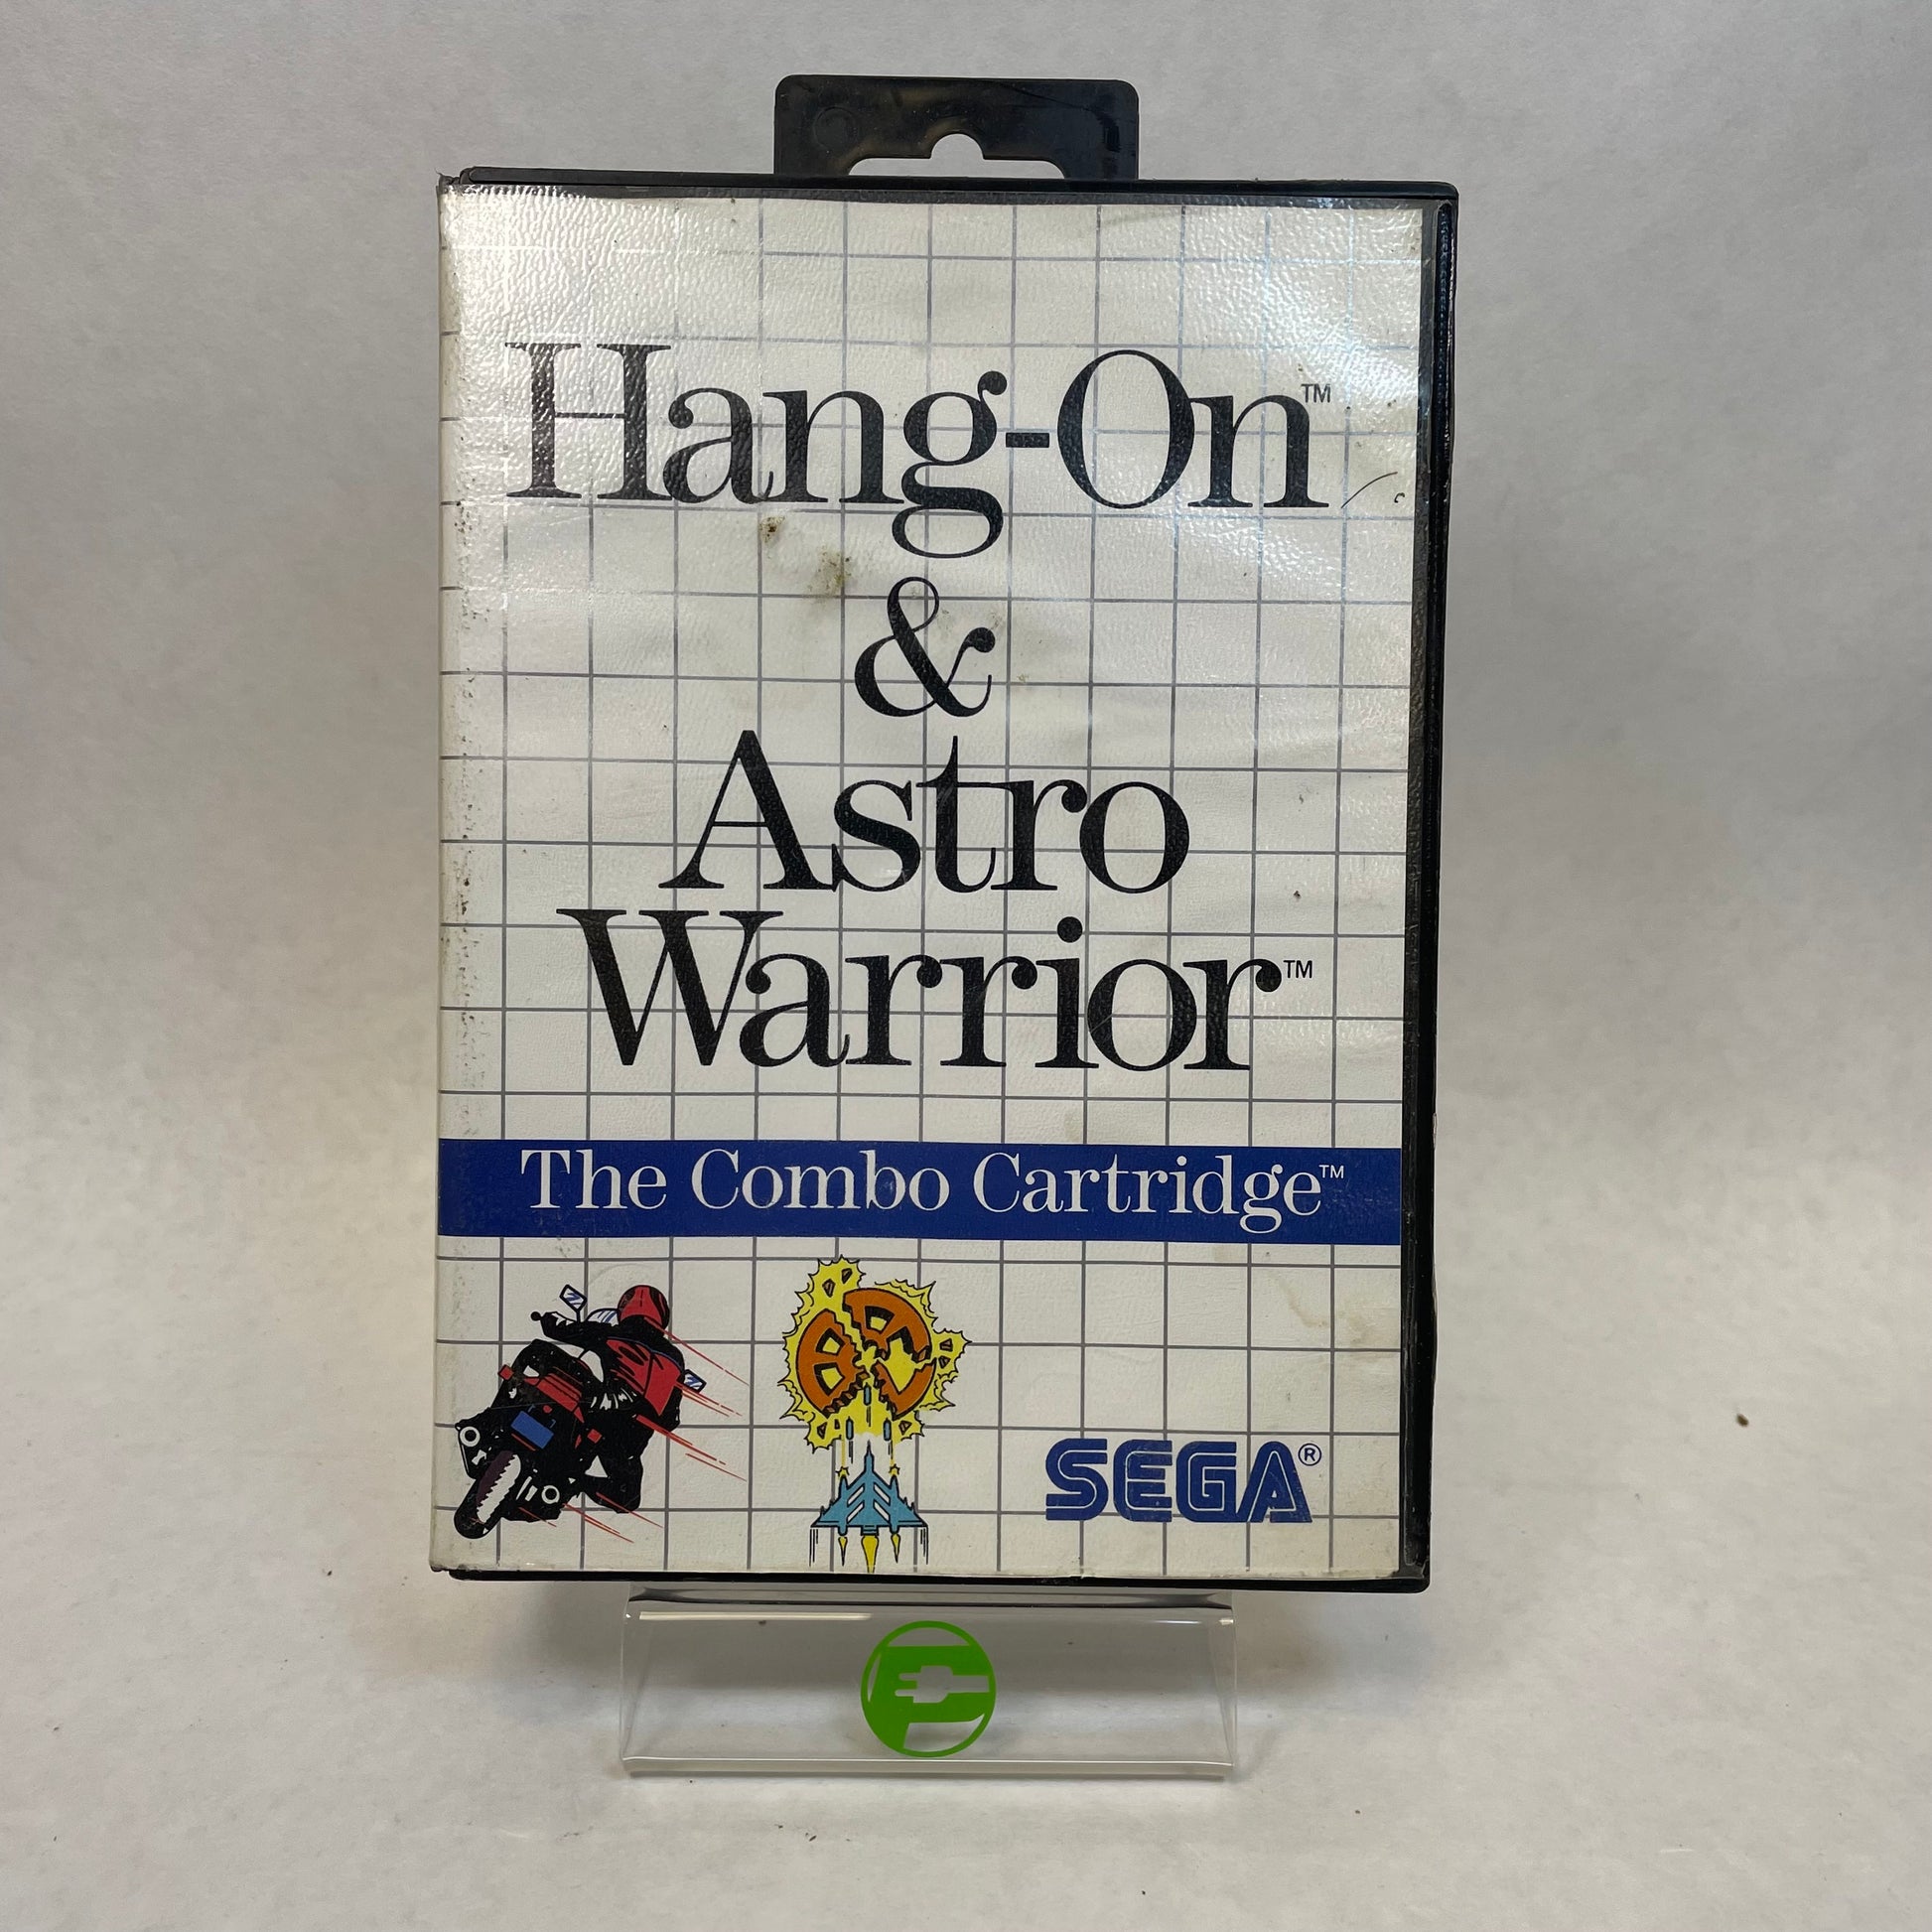 Hang-On™
&
Astro
Warrior™
The Combo Cartridge™
SEGA®